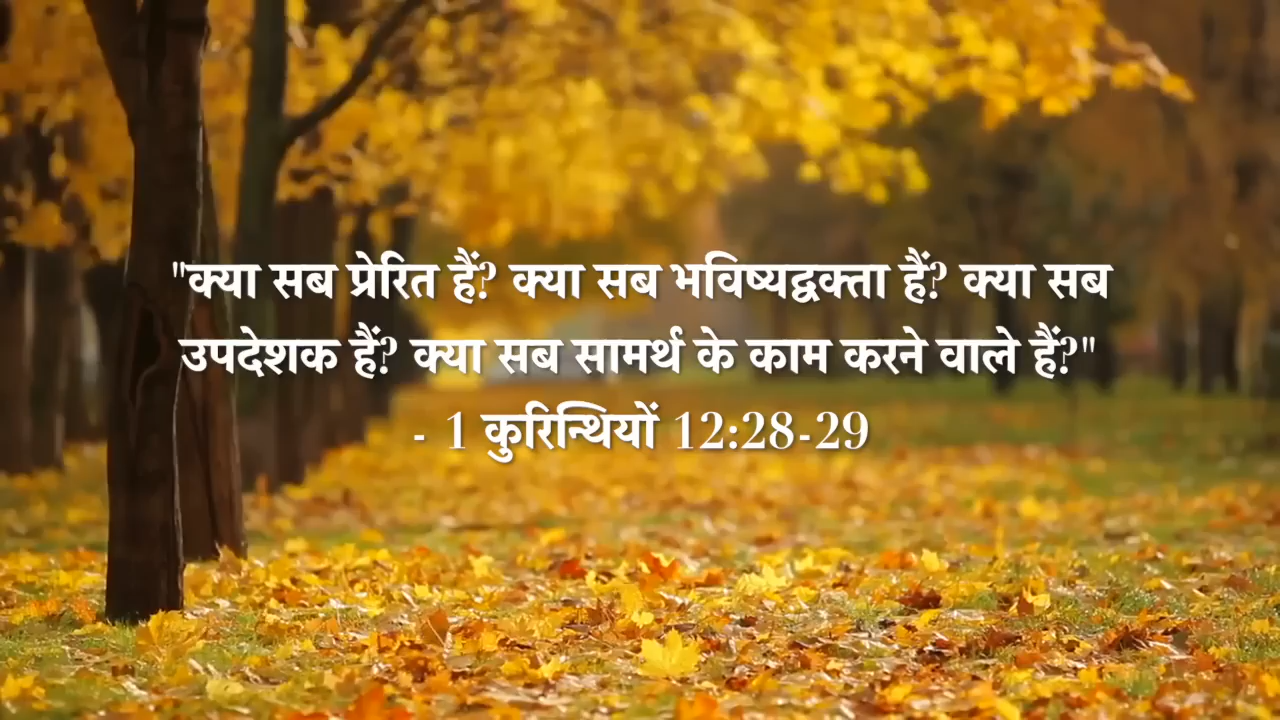 "क्या सब प्रेरित हैं? क्या सब भविष्यद्वक्ता हैं? क्या सब
उपदेशक हैं? क्या सब सामर्थ के काम करने वाले हैं?"
- 1 कुरिन्थियों 12:28-29